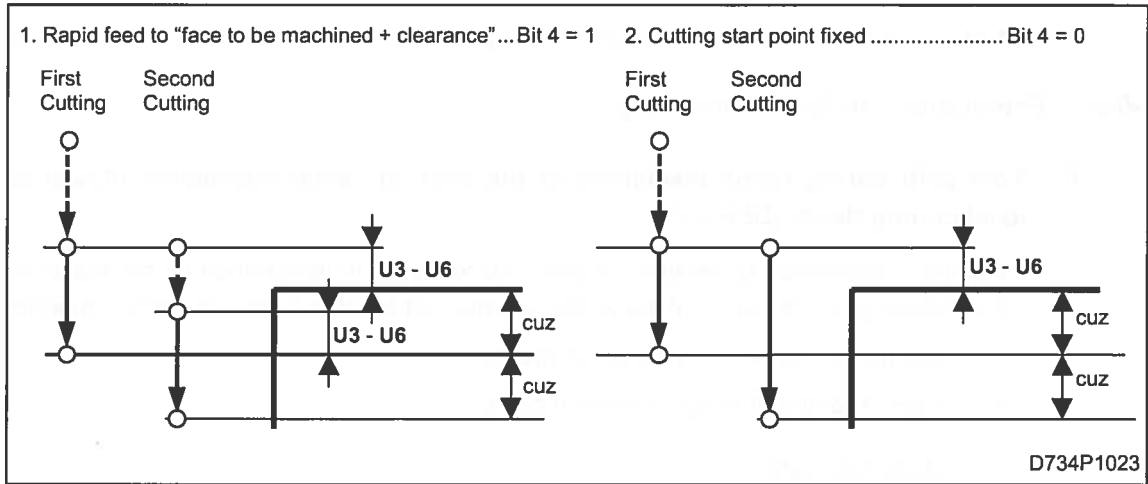 1. Rapid feed to “face to be machined + clearance”... Bit 4 = 1
First Cutting
Second Cutting
U3 - U6
U3 - U6
cuz
cuz
2. Cutting start point fixed ....................... Bit 4 = 0
First Cutting
Second Cutting
U3 - U6
cuz
cuz
D734P1023